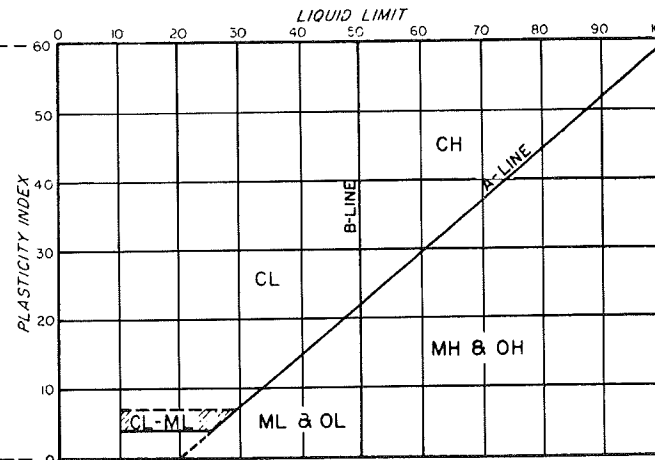 LIQUID LIMIT
0 10 20 30 40 50 60 70 80 90
60
50
40
30
20
10
0
PLASTICITY INDEX
CH
A-LINE
B-LINE
CL
MH & OH
CL-ML
ML & OL